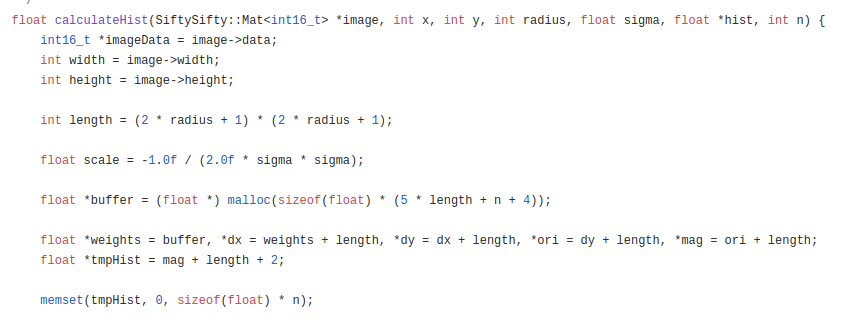 float calculateHist(SiftySifty::Mat<int16_t> *image, int x, int y, int radius, float sigma, float *hist, int n) {
    int16_t *imageData = image->data;
    int width = image->width;
    int height = image->height;

    int length = (2 * radius + 1) * (2 * radius + 1);

    float scale = -1.0f / (2.0f * sigma * sigma);

    float *buffer = (float *) malloc(sizeof(float) * (5 * length + n + 4));

    float *weights = buffer, *dx = weights + length, *dy = dx + length, *ori = dy + length, *mag = ori + length;
    float *tmpHist = mag + length + 2;

    memset(tmpHist, 0, sizeof(float) * n);